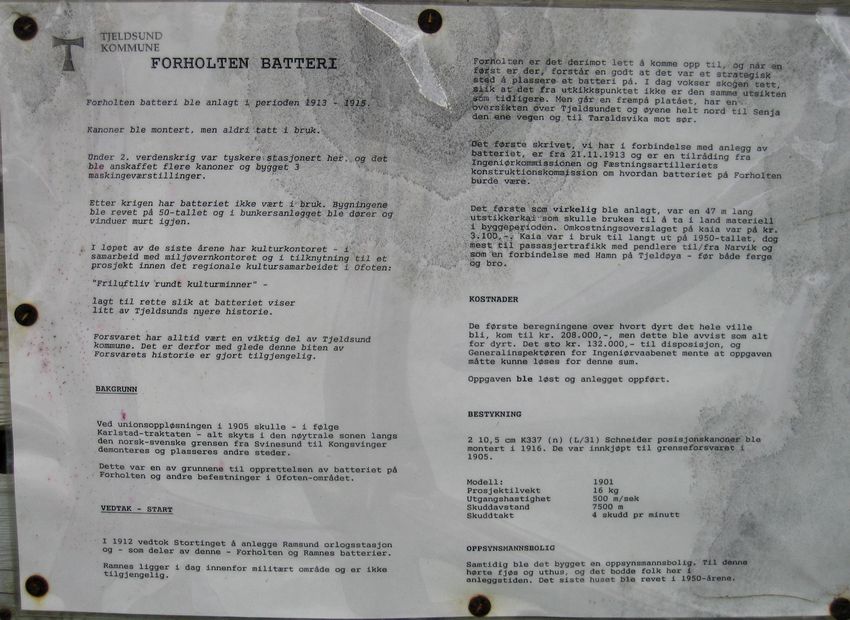 TJELDSUND
KOMMUNE
FORHOLTEN BATTERI
Forholten batteri ble anlagt i perioden 1913 - 1915.
Kanoner ble montert, men aldri tatt i bruk.
Under 2. verdenskrig var tyskere stasjonert her, og det
ble anskaffet flere kanoner og bygget 3
maskingeværstillinger.
Etter krigen har batteriet ikke vært i bruk. Bygningene
ble revet på 50-tallet og i bunkersanlegget ble dører og
vinduer murt igjen.
I løpet av de siste årene har kulturkontoret - i
samarbeid med miljøvernkontoret og i tilknytning til et
prosjekt innen det regionale kultursamarbeidet i Ofoten:
"Friluftliv rundt kulturminner" -
lagt til rette slik at batteriet viser
litt av Tjeldsunds nyere historie.
Forsvaret har alltid vært en viktig del av Tjeldsund
kommune. Det er derfor med glede denne biten av
Forsvarets historie er gjort tilgjengelig.
BAKGRUNN
Ved unionsoppløsningen i 1905 skulle - i følge
Karlstad-traktaten - alt skyts i den nøytrale sonen langs
den norsk-svenske grensen fra Svinesund til Kongsvinger
demonteres og plasseres andre steder.
Dette var en av grunnene til opprettelsen av batteriet på
Forholten og andre befestninger i Ofoten-området.
VEDTAK - START
I 1912 vedtok Stortinget å anlegge Ramsund orlogsstasjon
og - som deler av denne - Forholten og Ramnes batterier.
Ramnes ligger i dag innenfor militært område og er ikke
tilgjengelig.
Forholten er det derimot lett å komme opp til, og når en
først er der, forstår en godt at det var et strategisk
sted å plassere et batteri på. I dag vokser skogen tett,
slik at det fra utkikkspunktet ikke er den samme utsikten
som tidligere. Men går en frempå platået, har en
oversikten over Tjeldsundet og øyene helt nord til Senja
den ene vegen og til Taraldsvika mot sør.
Det første skrivet, vi har i forbindelse med anlegg av
batteriet, er fra 21.11.1913 og er en tilråding fra
Ingeniørkommissionen og Fæstningsartilleriets
konstruktionskommission om hvordan batteriet på Forholten
burde være.
Det første som virkelig ble anlagt, var en 47 m lang
utstikkerkai som skulle brukes til å ta i land materiell
i byggeperioden. Omkostningsoverslaget på kaia var på kr.
3.100,-. Kaia var i bruk til langt ut på 1950-tallet, dog
mest til passasjertrafikk med pendlere til/fra Narvik og
som en forbindelse med Hamn på Tjeldøya - før både ferge
og bro.
KOSTNADER
De første beregningene over hvort dyrt det hele ville
bli, kom til kr. 208.000,-, men dette ble avvist som alt
for dyrt. Det sto kr. 132.000,- til disposisjon, og
Generalinspektøren for Ingeniørvaabenet mente at oppgaven
måtte kunne løses for denne sum.
Oppgaven ble løst og anlegget oppført.
BESTYKNING
2 10,5 cm K337 (n) (L/31) Schneider posisjonskanoner ble
montert i 1916. De var innkjøpt til grenseforsvaret i
1905.
Modell: 1901
Prosjektilvekt 16 kg
Utgangshastighet 500 m/sek
Skuddavstand 7500 m
Skuddtakt 4 skudd pr minutt
OPPSYNSMANNSBOLIG
Samtidig ble det bygget en oppsynsmannsbolig. Til denne
hørte fjøs og uthus, og det bodde folk her i
anleggstiden. Det siste huset ble revet i 1950-årene.